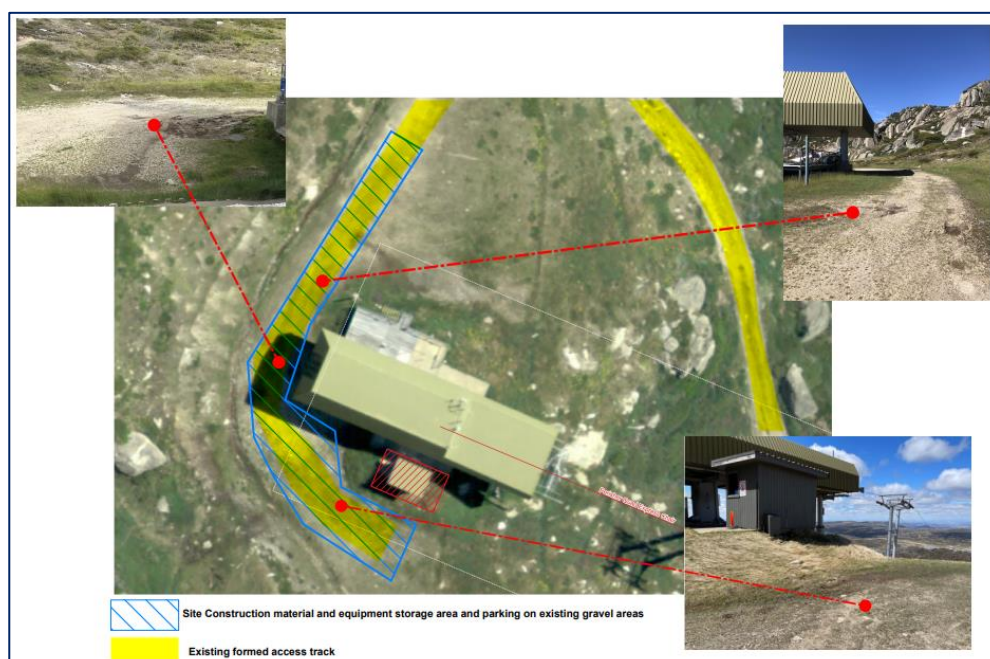 Site Construction material and equipment storage area and parking on existing gravel areas
Existing formed access track